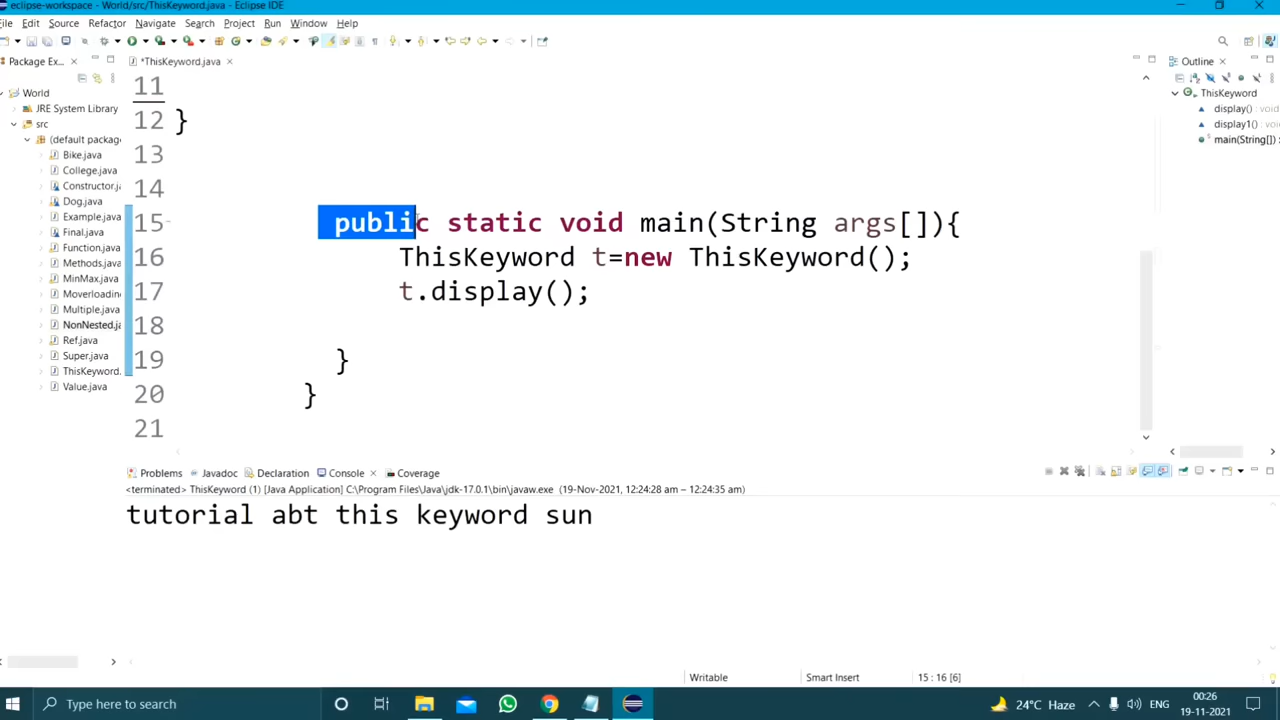 eclipse-workspace - World/src/ThisKeyword.java - Eclipse IDE
File Edit Source Refactor Navigate Search Project Run Window Help
Package Ex...
*ThisKeyword.java
Outline
World
JRE System Library
src
(default package
Bike.java
College.java
Constructor.j
Dog.java
Example.java
Final.java
Function.java
Methods.java
MinMax.java
Moverloadin
Multiple.java
NonNested.ja
Ref.java
Super.java
ThisKeyword.
Value.java
11
12 }
13
14
15 public static void main(String args[]){
16 ThisKeyword t=new ThisKeyword();
17 t.display();
18
19 }
20 }
21
ThisKeyword
display() : void
display1() : voi
main(String[]) :
Problems Javadoc Declaration Console Coverage
<terminated> ThisKeyword (1) [Java Application] C:\Program Files\Java\jdk-17.0.1\bin\javaw.exe (19-Nov-2021, 12:24:28 am – 12:24:35 am)
tutorial abt this keyword sun
Writable Smart Insert 15 : 16 [6]
Type here to search
24°C Haze
ENG
00:26
19-11-2021